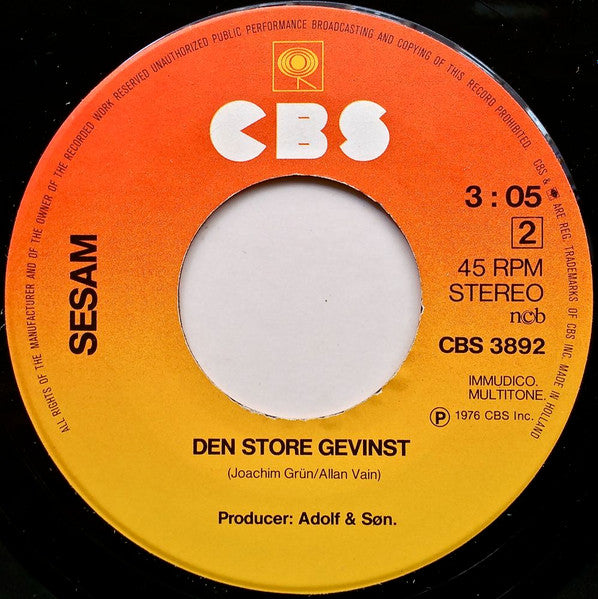 ALL RIGHTS OF THE MANUFACTURER AND OF THE OWNER OF THE RECORDED WORK RESERVED UNAUTHORIZED PUBLIC PERFORMANCE BROADCASTING AND COPYING OF THIS RECORD PROHIBITED. CBS & ARE REG. TRADEMARKS OF CBS INC. MADE IN HOLLAND
CBS
SESAM
3 : 05
2
45 RPM
STEREO
ncb
CBS 3892
IMMUDICO.
MULTITONE.
Ⓟ 1976 CBS Inc.
DEN STORE GEVINST
(Joachim Grün/Allan Vain)
Producer: Adolf & Søn.